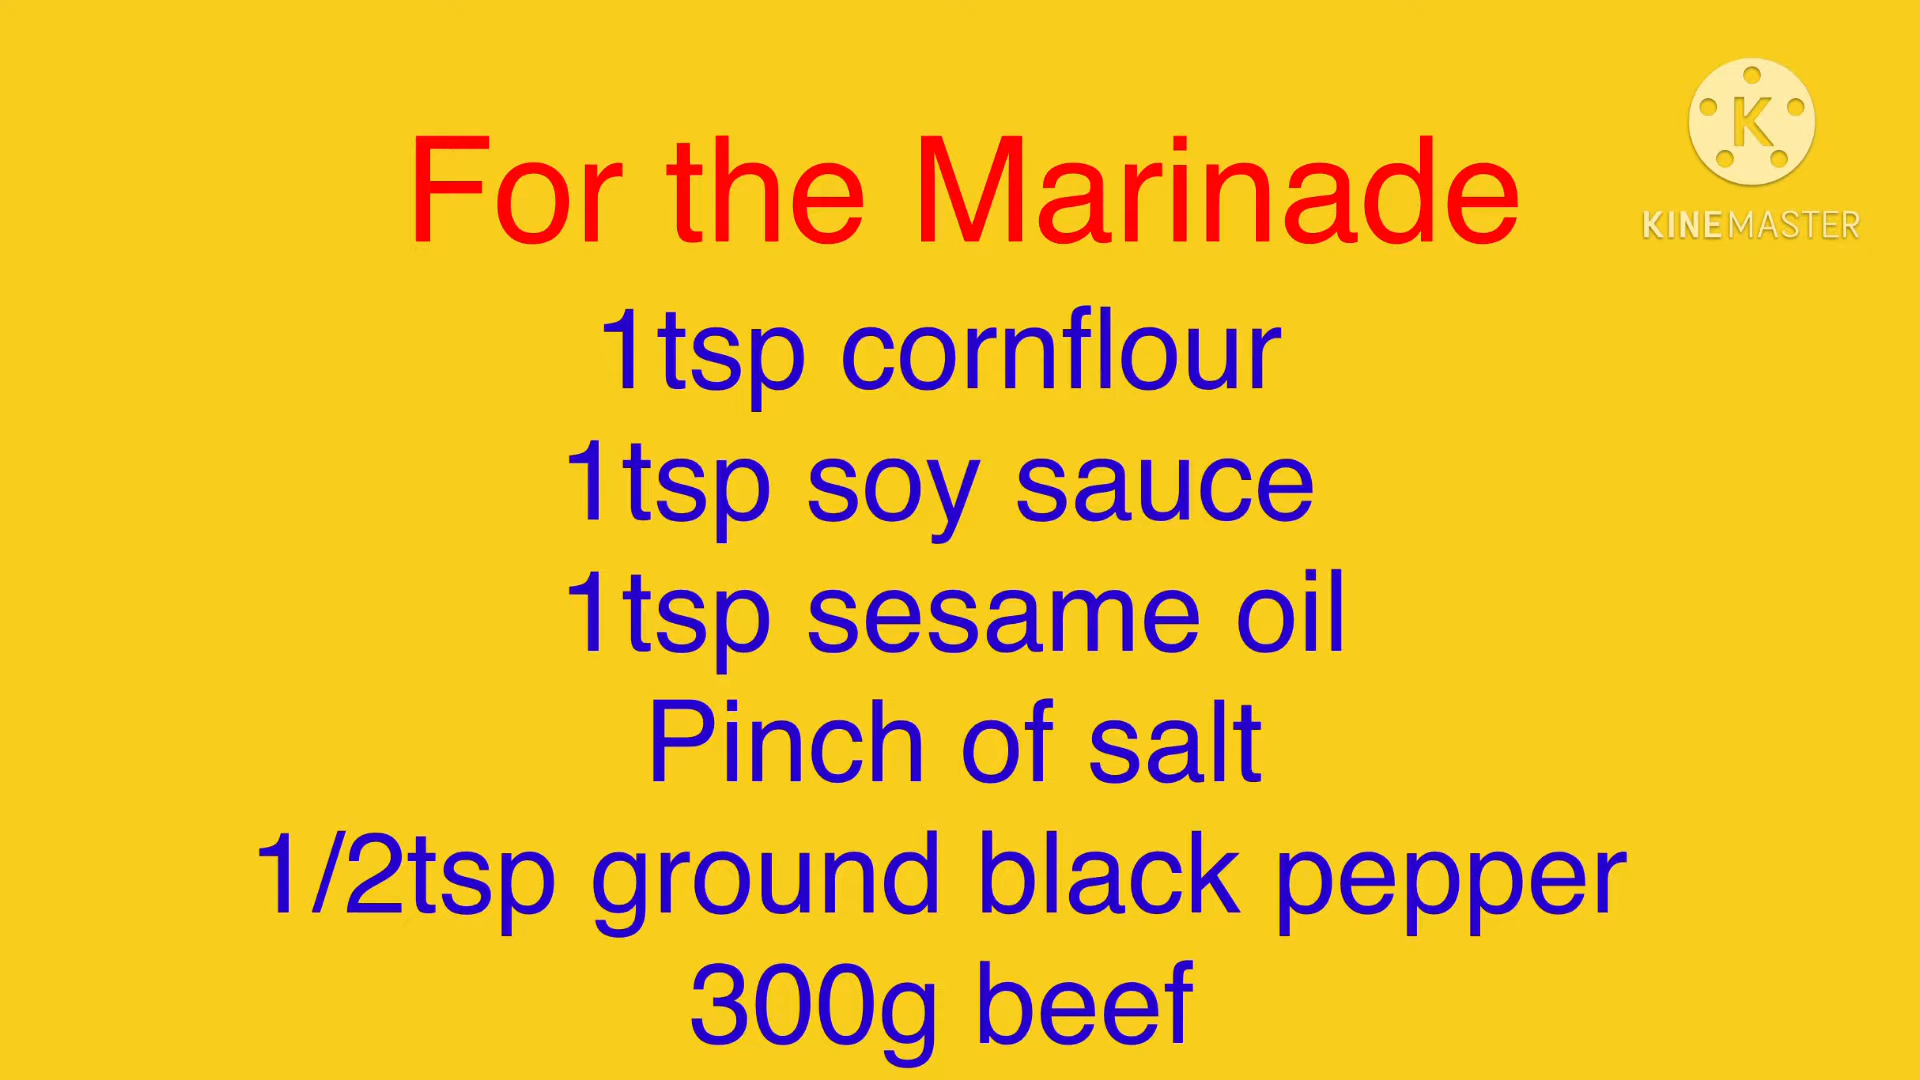 For the Marinade
K
KINEMASTER
1tsp cornflour
1tsp soy sauce
1tsp sesame oil
Pinch of salt
1/2tsp ground black pepper
300g beef